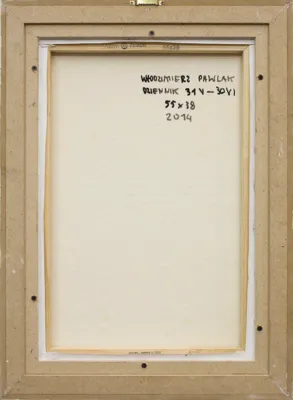 WŁODZIMIERZ PAWLAK
DZIENNIK 31 V – 30 VI
55 x 38
2014